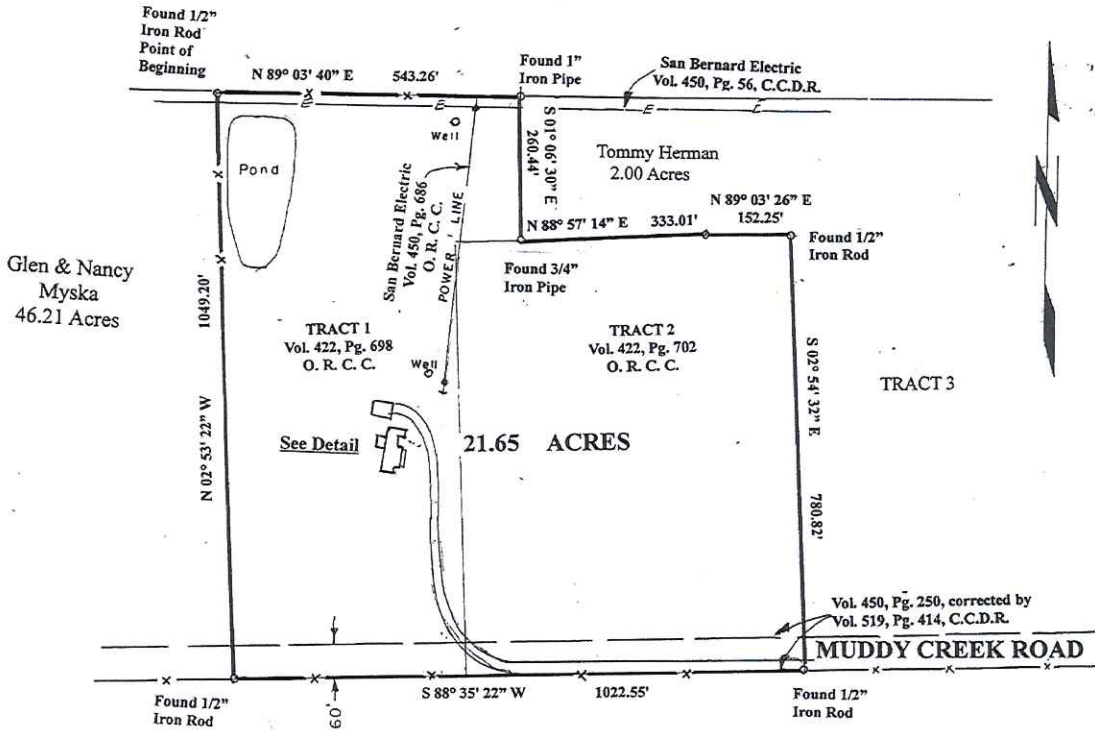 Found 1/2"
Iron Rod
Point of
Beginning
N 89° 03' 40" E 543.26'
Found 1"
Iron Pipe
San Bernard Electric
Vol. 450, Pg. 56, C.C.D.R.
E
E
E
E
Well
Pond
S 01° 06' 30" E
260.44'
Tommy Herman
2.00 Acres
N 89° 03' 26" E
152.25'
N 88° 57' 14" E 333.01'
Found 1/2"
Iron Rod
Found 3/4"
Iron Pipe
San Bernard Electric
Vol. 450, Pg. 686
O. R. C. C.
POWER LINE
N
Glen & Nancy
Myska
46.21 Acres
1049.20'
N 02° 53' 22" W
TRACT 1
Vol. 422, Pg. 698
O. R. C. C.
Well
TRACT 2
Vol. 422, Pg. 702
O. R. C. C.
S 02° 54' 32" E
780.82'
TRACT 3
See Detail
21.65 ACRES
Vol. 450, Pg. 250, corrected by
Vol. 519, Pg. 414, C.C.D.R.
MUDDY CREEK ROAD
S 88° 35' 22" W 1022.55'
60'
Found 1/2"
Iron Rod
Found 1/2"
Iron Rod